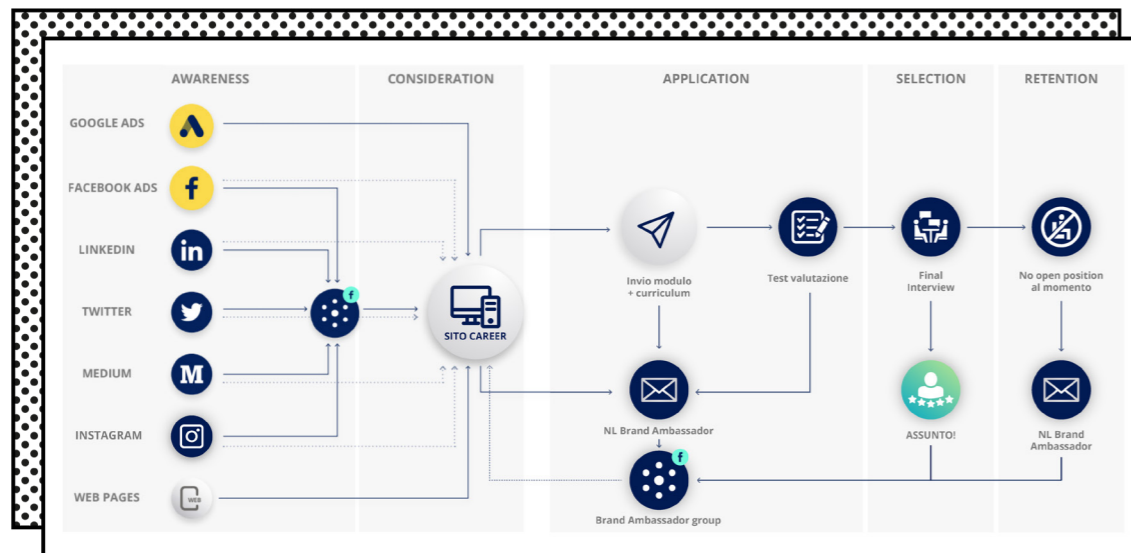 AWARENESS
CONSIDERATION
APPLICATION
SELECTION
RETENTION
GOOGLE ADS
FACEBOOK ADS
f
LINKEDIN
in
TWITTER
MEDIUM
M
INSTAGRAM
WEB PAGES
WEB
f
SITO CAREER
Invio modulo
+ curriculum
Test valutazione
Final
Interview
No open position
al momento
NL Brand Ambassador
ASSUNTO!
NL Brand
Ambassador
f
Brand Ambassador group